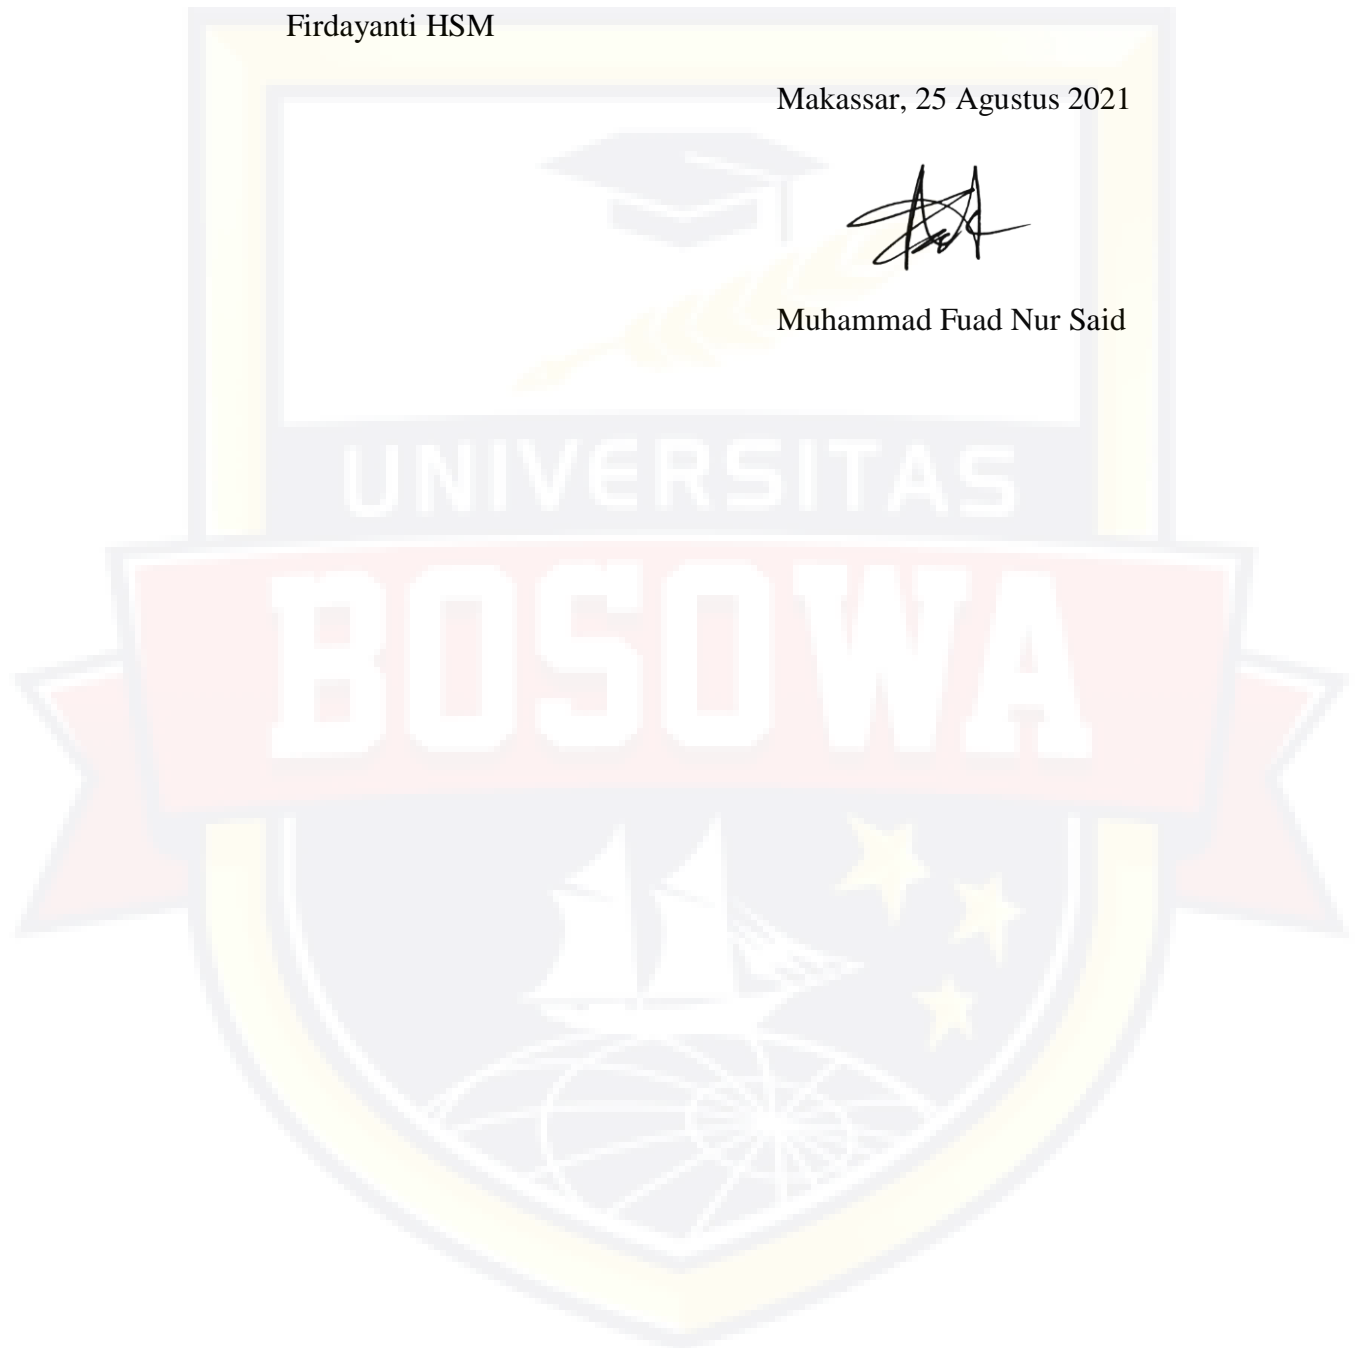 Firdayanti HSM
Makassar, 25 Agustus 2021
Muhammad Fuad Nur Said
UNIVERSITAS
BOSOWA